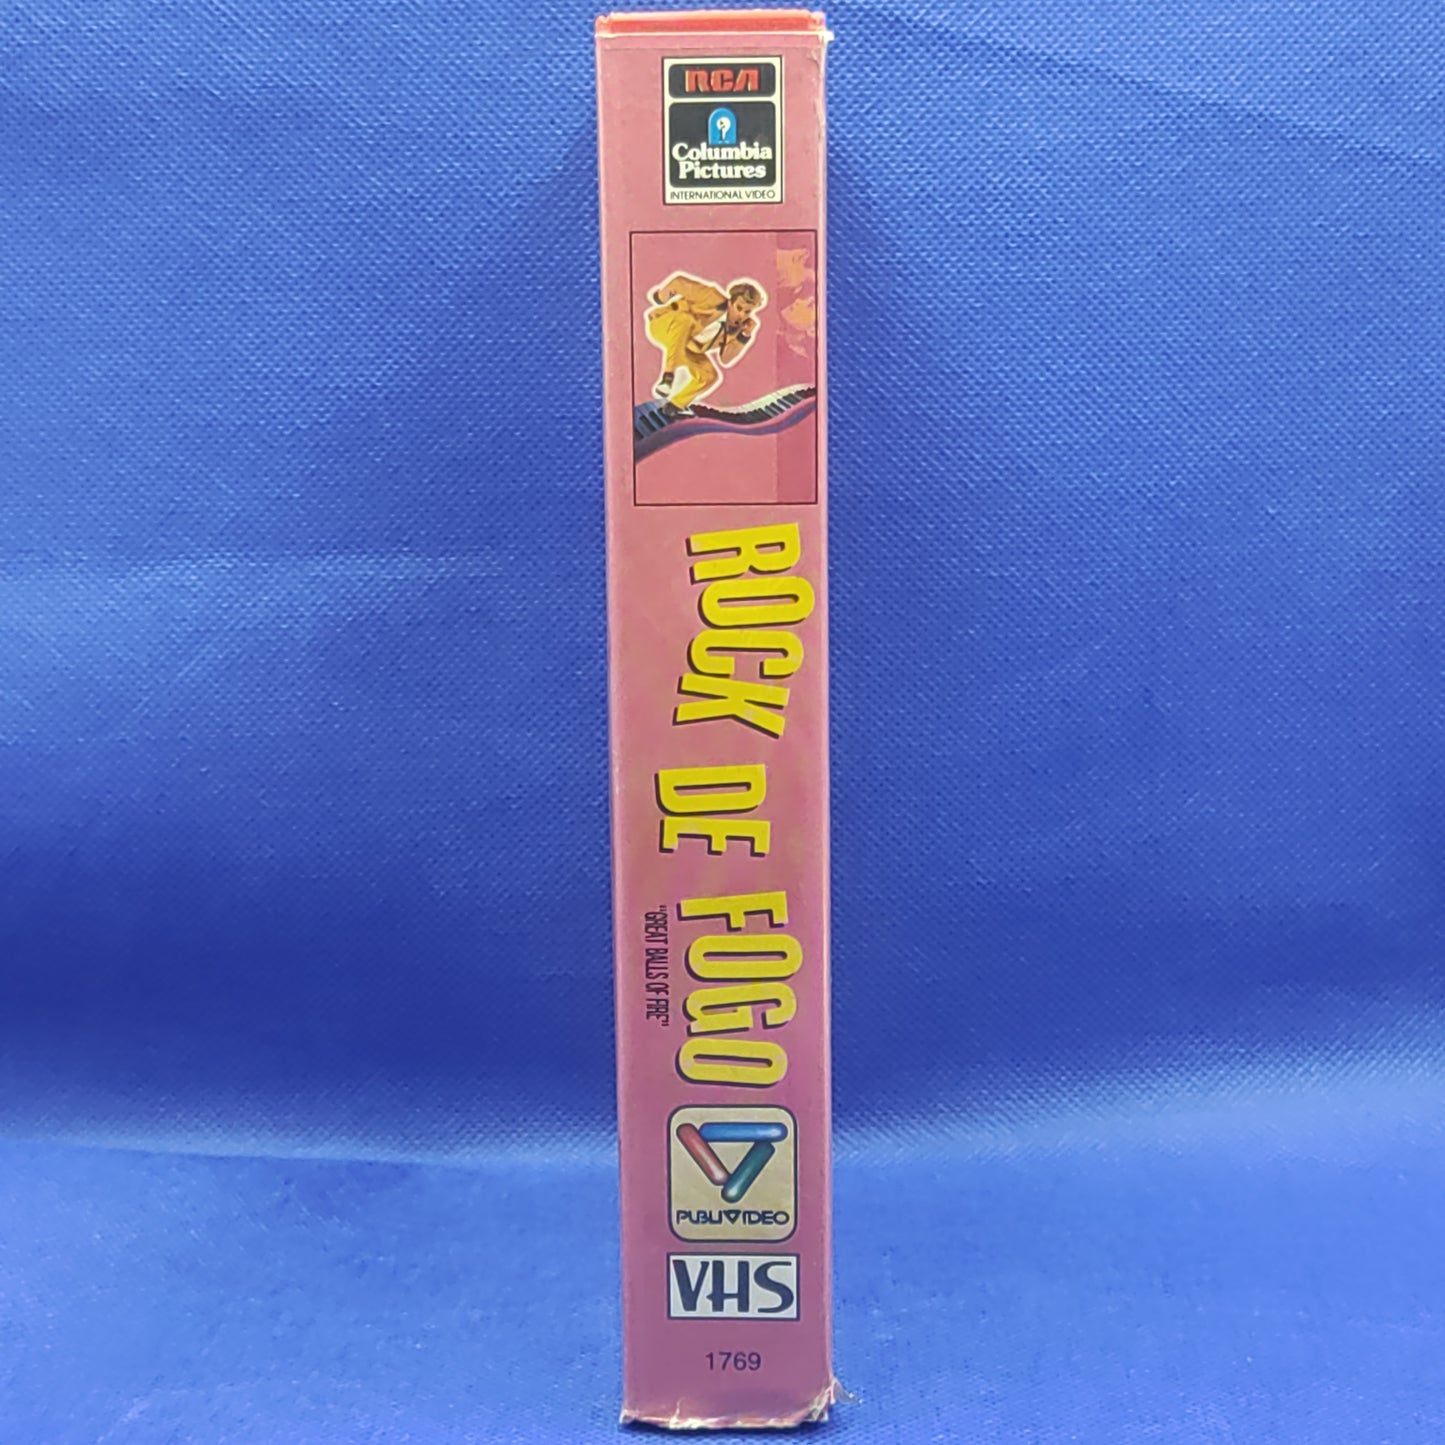 RCA
Columbia
Pictures
INTERNATIONAL VIDEO
ROCK DE FOGO
"GREAT BALLS OF FIRE"
PUBLIVIDEO
VHS
1769